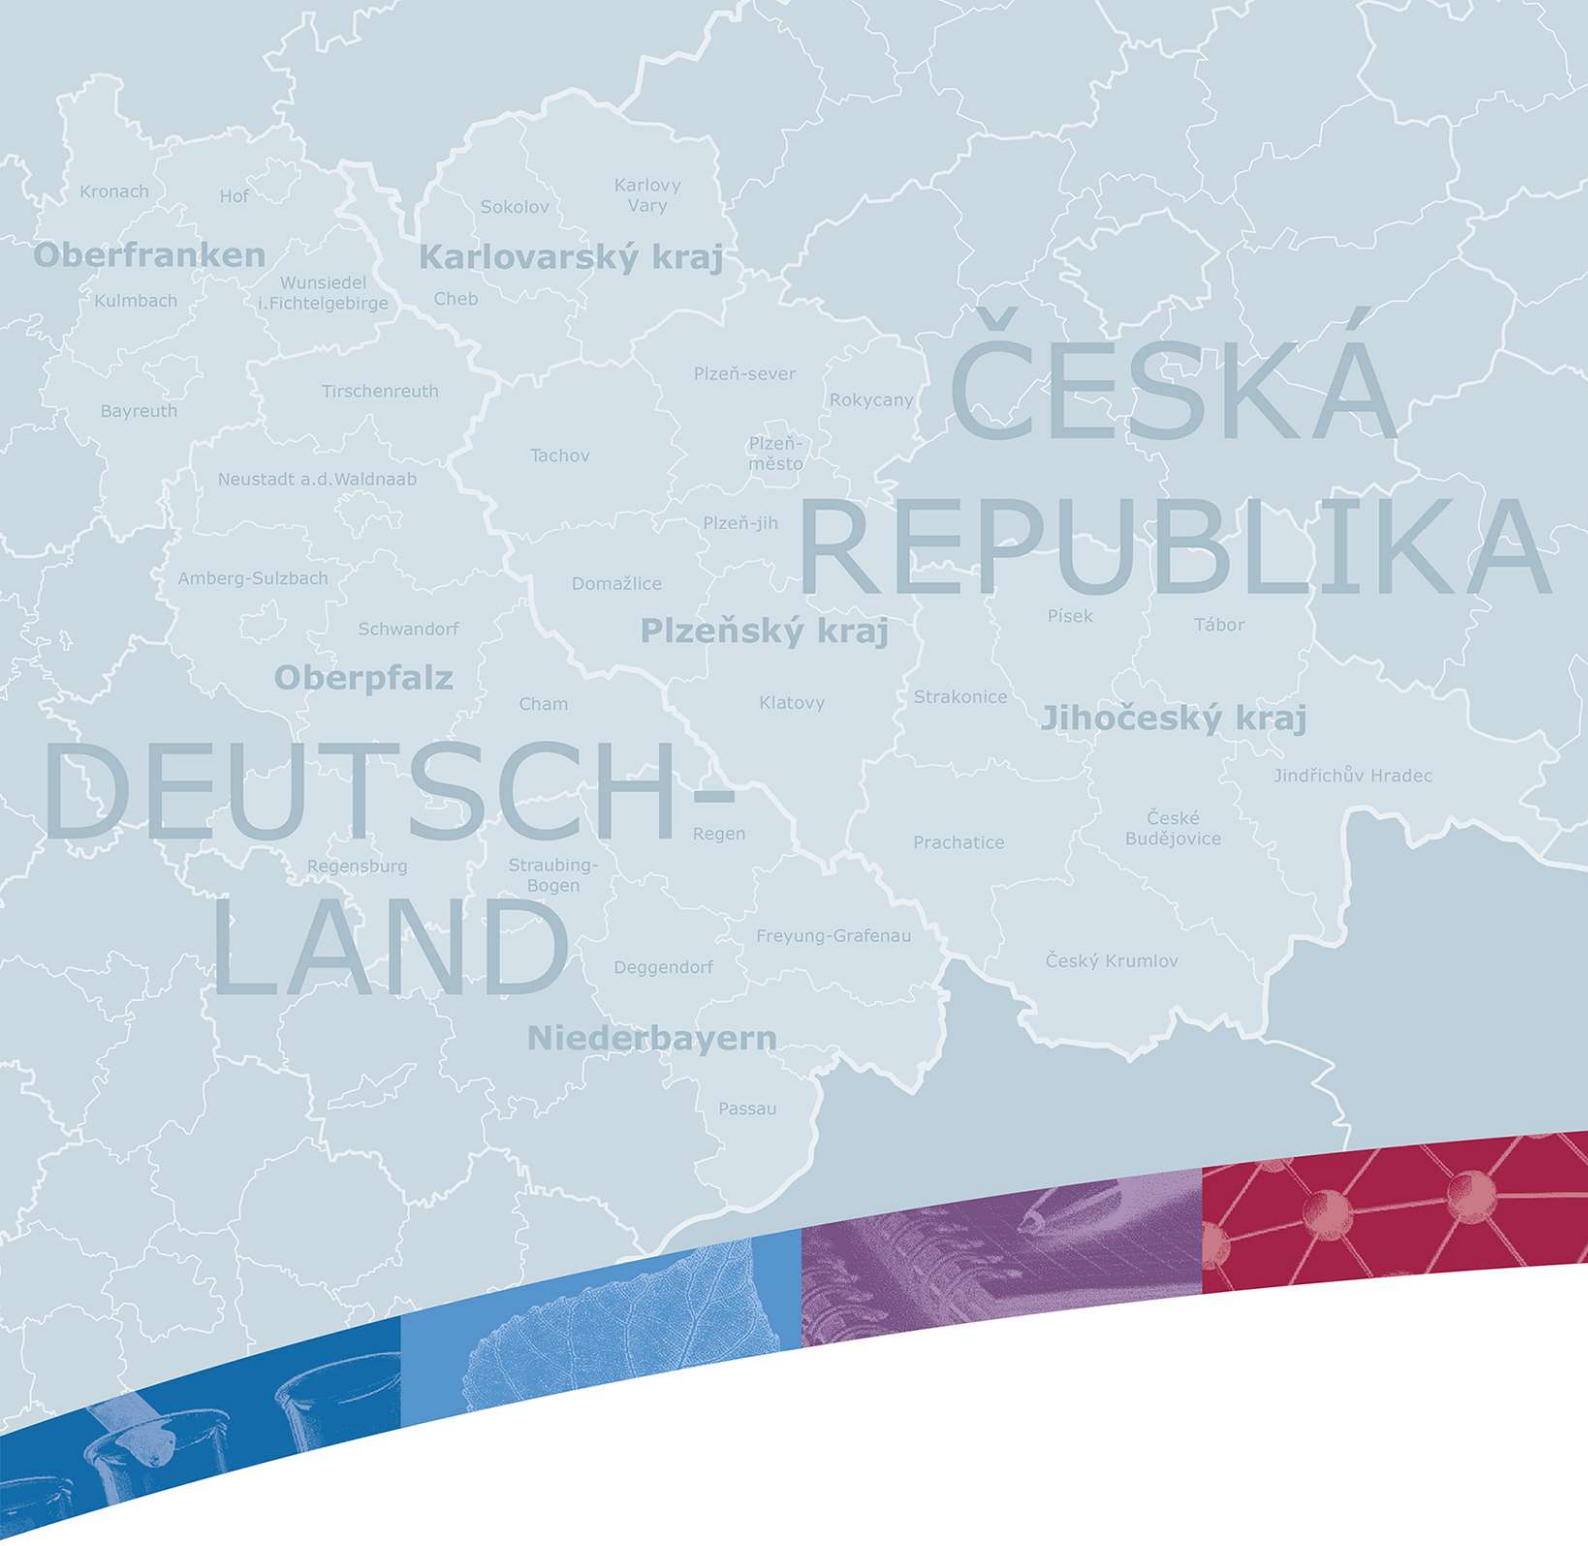 Kronach
Hof
Karlovy
Vary
Sokolov
Oberfranken
Karlovarský kraj
Wunsiedel
i.Fichtelgebirge
Kulmbach
Cheb
ČESKÁ
Plzeň-sever
Tirschenreuth
Rokycany
Bayreuth
Plzeň-
město
Tachov
Neustadt a.d.Waldnaab
REPUBLIKA
Plzeň-jih
Amberg-Sulzbach
Domažlice
Písek
Tábor
Schwandorf
Plzeňský kraj
Oberpfalz
Strakonice
Cham
Klatovy
Jihočeský kraj
DEUTSCH-
Jindřichův Hradec
České
Budějovice
Regen
Prachatice
Regensburg
Straubing-
Bogen
LAND
Freyung-Grafenau
Deggendorf
Český Krumlov
Niederbayern
Passau